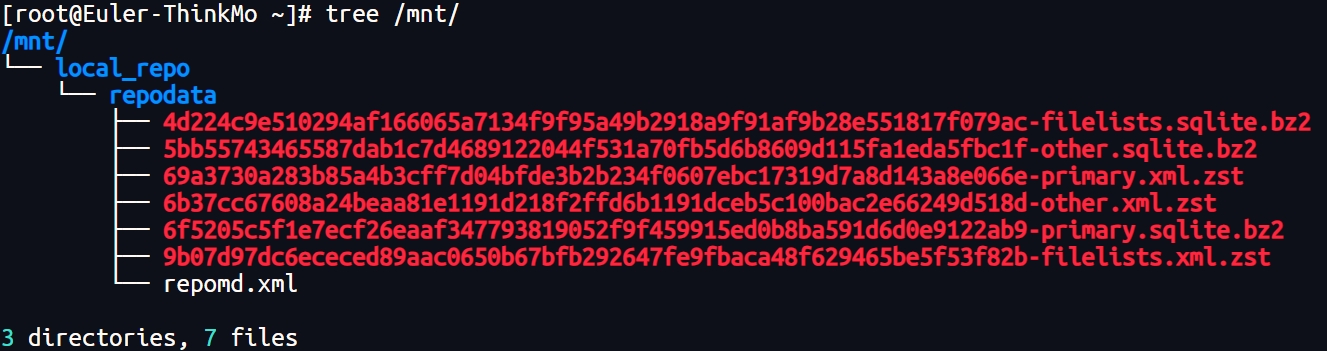 [root@Euler-ThinkMo ~]# tree /mnt/
/mnt/
└── local_repo
    └── repodata
        ├── 4d224c9e510294af166065a7134f9f95a49b2918a9f91af9b28e551817f079ac-filelists.sqlite.bz2
        ├── 5bb55743465587dab1c7d4689122044f531a70fb5d6b8609d115fa1eda5fbc1f-other.sqlite.bz2
        ├── 69a3730a283b85a4b3cff7d04bfde3b2b234f0607ebc17319d7a8d143a8e066e-primary.xml.zst
        ├── 6b37cc67608a24beaa81e1191d218f2ffd6b1191dceb5c100bac2e66249d518d-other.xml.zst
        ├── 6f5205c5f1e7ecf26eaaf347793819052f9f459915ed0b8ba591d6d0e9122ab9-primary.sqlite.bz2
        ├── 9b07d97dc6ececed89aac0650b67bfb292647fe9fbaca48f629465be5f53f82b-filelists.xml.zst
        └── repomd.xml
3 directories, 7 files